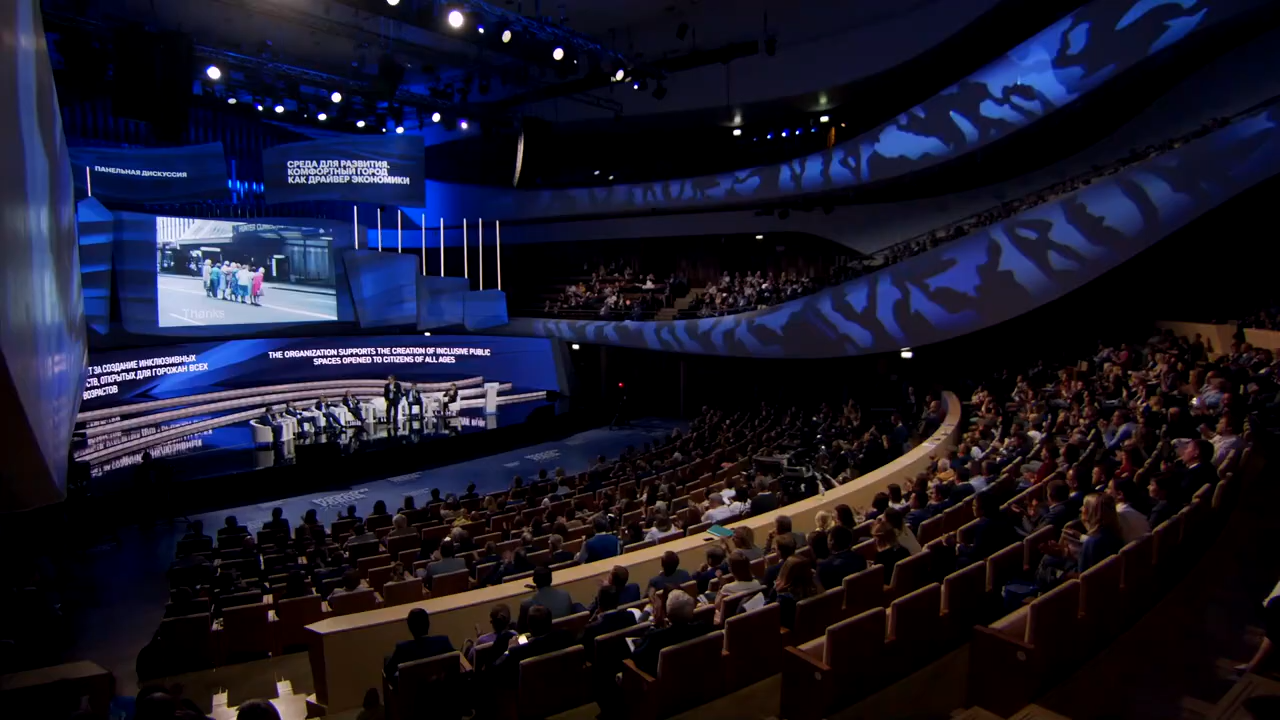 ПАНЕЛЬНАЯ ДИСКУССИЯ
СРЕДА ДЛЯ РАЗВИТИЯ.
КОМФОРТНЫЙ ГОРОД
КАК ДРАЙВЕР ЭКОНОМИКИ
Thanks
ЗА СОЗДАНИЕ ИНКЛЮЗИВНЫХ
ОТКРЫТЫХ ДЛЯ ГОРОЖАН ВСЕХ
ВОЗРАСТОВ
THE ORGANIZATION SUPPORTS THE CREATION OF INCLUSIVE PUBLIC
SPACES OPENED TO CITIZENS OF ALL AGES